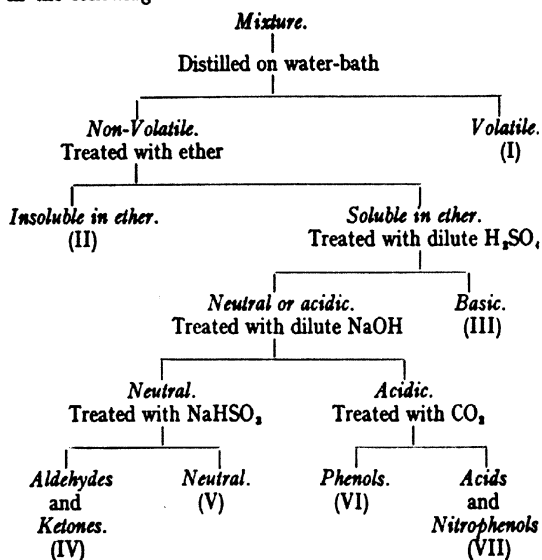 in the following
Mixture.
Distilled on water-bath
Non-Volatile.
Treated with ether
Volatile.
(I)
Insoluble in ether.
(II)
Soluble in ether.
Treated with dilute H₂SO₄
Neutral or acidic.
Treated with dilute NaOH
Basic.
(III)
Neutral.
Treated with NaHSO₃
Acidic.
Treated with CO₂
Aldehydes
and
Ketones.
(IV)
Neutral.
(V)
Phenols.
(VI)
Acids
and
Nitrophenols
(VII)